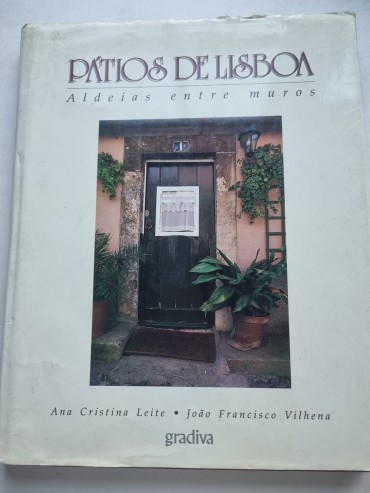 PÁTIOS DE LISBOA
Aldeias entre muros
Ana Cristina Leite • João Francisco Vilhena
gradiva